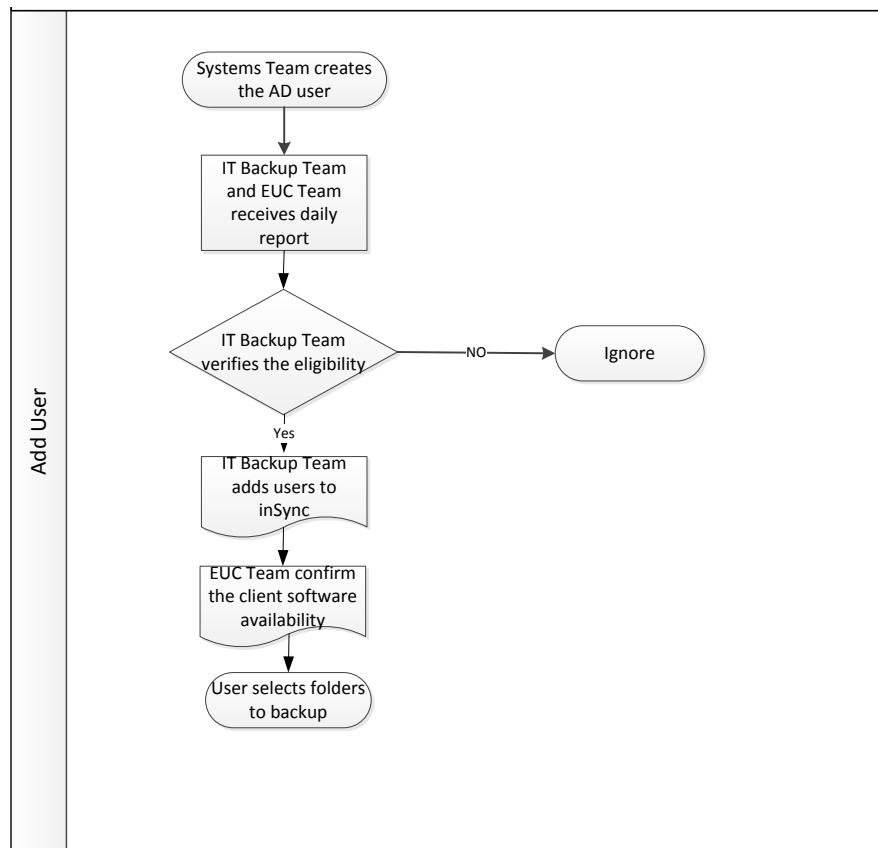 Systems Team creates
the AD user
IT Backup Team
and EUC Team
receives daily
report
IT Backup Team
verifies the eligibility
NO
Ignore
Yes
IT Backup Team
adds users to
inSync
EUC Team confirm
the client software
availability
User selects folders
to backup
Add User